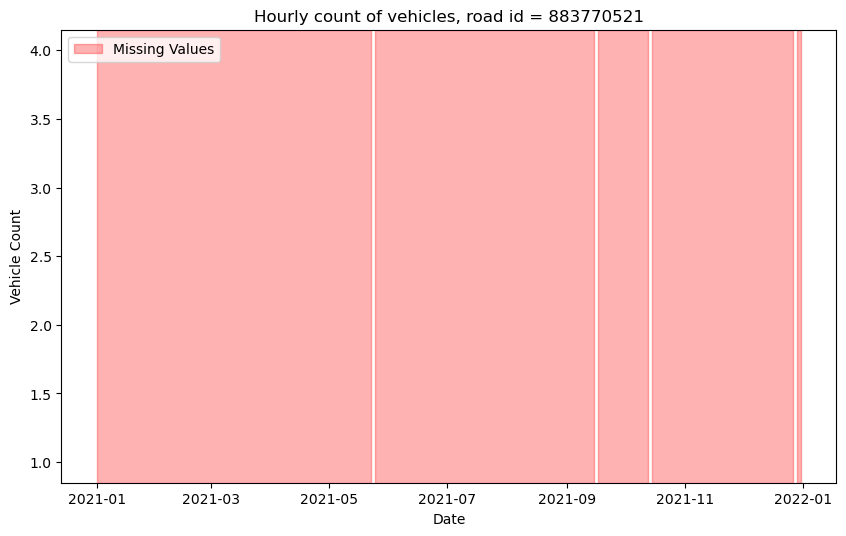 Hourly count of vehicles, road id = 883770521
Missing Values
4.0
3.5
3.0
2.5
2.0
1.5
1.0
Vehicle Count
2021-01 2021-03 2021-05 2021-07 2021-09 2021-11 2022-01
Date